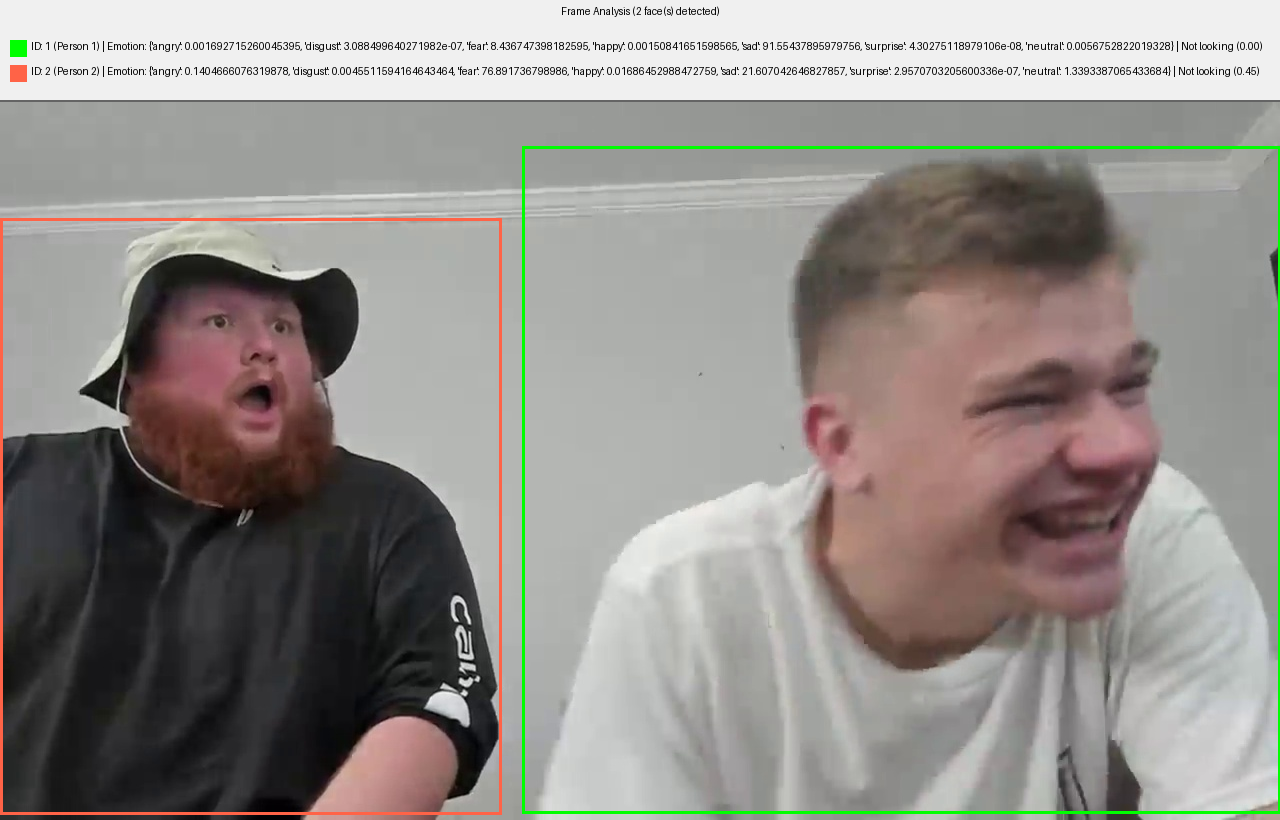 Frame Analysis (2 face(s) detected)
ID: 1 (Person 1) | Emotion: {'angry': 0.001692715260045395, 'disgust': 3.088499640271982e-07, 'fear': 8.436747398182595, 'happy': 0.00150841651598565, 'sad': 91.55437895979756, 'surprise': 4.30275118979106e-08, 'neutral': 0.0056752822019328} | Not looking (0.00)
ID: 2 (Person 2) | Emotion: {'angry': 0.1404666076319878, 'disgust': 0.0045511594164643464, 'fear': 76.891736798986, 'happy': 0.01686452988472759, 'sad': 21.607042646827857, 'surprise': 2.9570703205600336e-07, 'neutral': 1.3393387065433684} | Not looking (0.45)